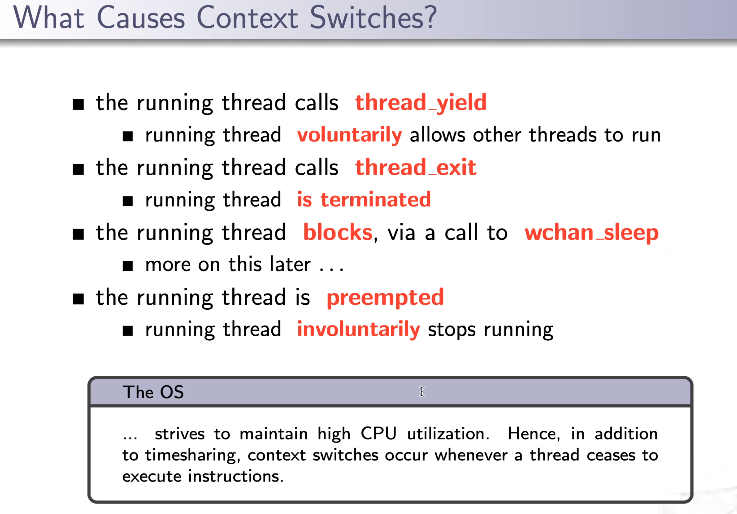 What Causes Context Switches?
the running thread calls thread_yield
running thread voluntarily allows other threads to run
the running thread calls thread_exit
running thread is terminated
the running thread blocks, via a call to wchan_sleep
more on this later ...
the running thread is preempted
running thread involuntarily stops running
The OS
... strives to maintain high CPU utilization. Hence, in addition
to timesharing, context switches occur whenever a thread ceases to
execute instructions.